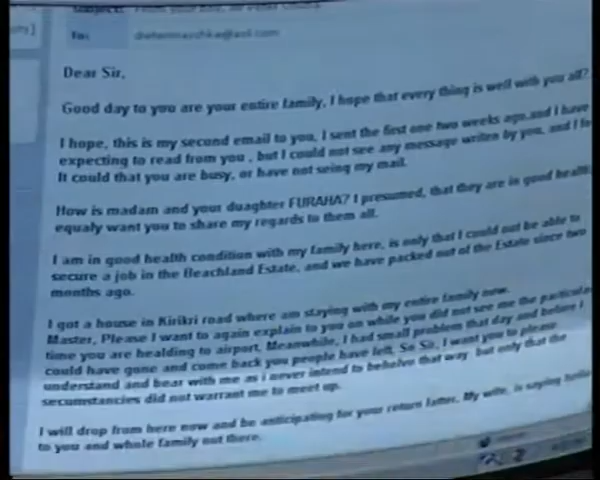 To:
Dear Sir,
Good day to you are your entire family, I hope that every thing is well with you all?
I hope, this is my second email to you, I sent the first one two weeks ago,and I have
expecting to read from you , but I could not see any message writen by you, and I
It could that you are busy, or have not seing my mail.
How is madam and your duaghter FURAHA? I presumed, that they are in good health
equaly want you to share my regards to them all.
I am in good health condition with my family here, is only that I could not be able to
secure a job in the Beachland Estate, and we have packed out of the Estate since two
months ago.
I got a house in Kirikri road where am staying with my entire family now.
Master, Please I want to again explain to you on while you did not see me the particular
time you are healding to airport, Meanwhile, I had small problem that day and before I
could have gone and come back you people have left, So Sir, I want you to please
understand and bear with me as i never intend to behelve that way but only that the
secumstancies did not warrant me to meet up.
I will drop from here now and be anticipating for your return latter. My wife, is saying hello
to you and whole family out there.